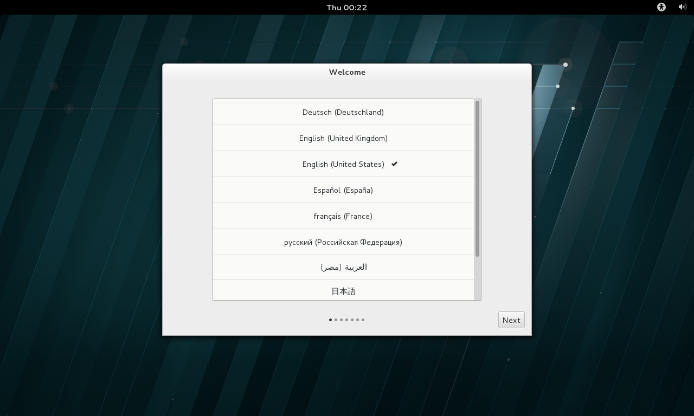 Thu 00:22
Welcome
Deutsch (Deutschland)
English (United Kingdom)
English (United States)
Español (España)
français (France)
русский (Российская Федерация)
العربية (مصر)
日本語
Next